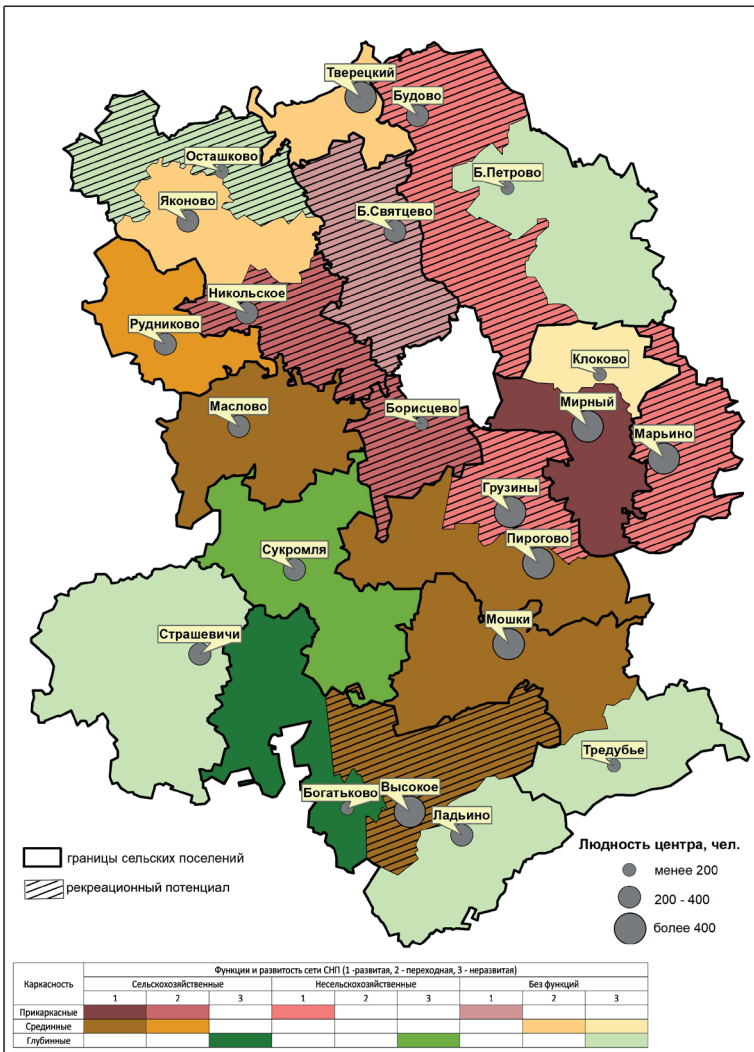 Тверецкий
Будово
Осташково
Б.Петрово
Яконово
Б.Святцево
Никольское
Рудниково
Клоково
Маслово
Борисцево
Мирный
Марьино
Грузины
Пирогово
Сукромля
Мошки
Страшевичи
Тредубье
Богатьково
Высокое
Ладьино
границы сельских поселений
рекреационный потенциал
Людность центра, чел.
менее 200
200 - 400
более 400
Каркасность
Функции и развитость сети СНП (1 -развитая, 2 - переходная, 3 - неразвитая)
Сельскохозяйственные Несельскохозяйственные Без функций
1 2 3 1 2 3 1 2 3
Прикаркасные
Срединные
Глубинные